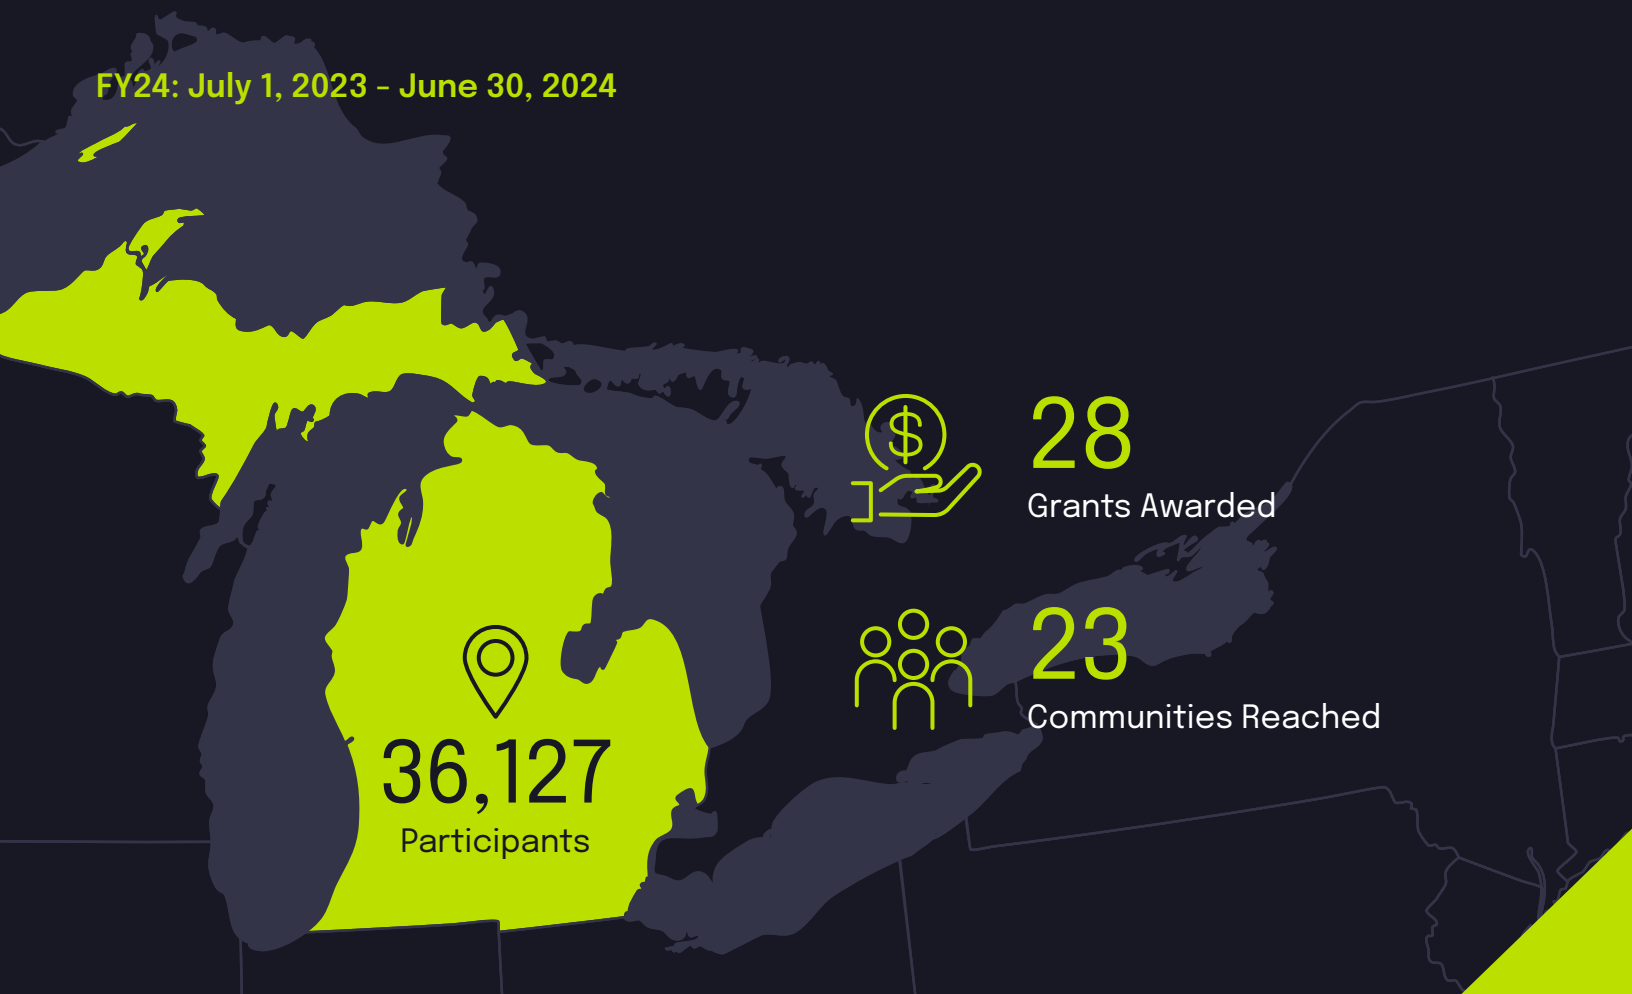 FY24: July 1, 2023 - June 30, 2024
$
28
Grants Awarded
23
Communities Reached
36,127
Participants